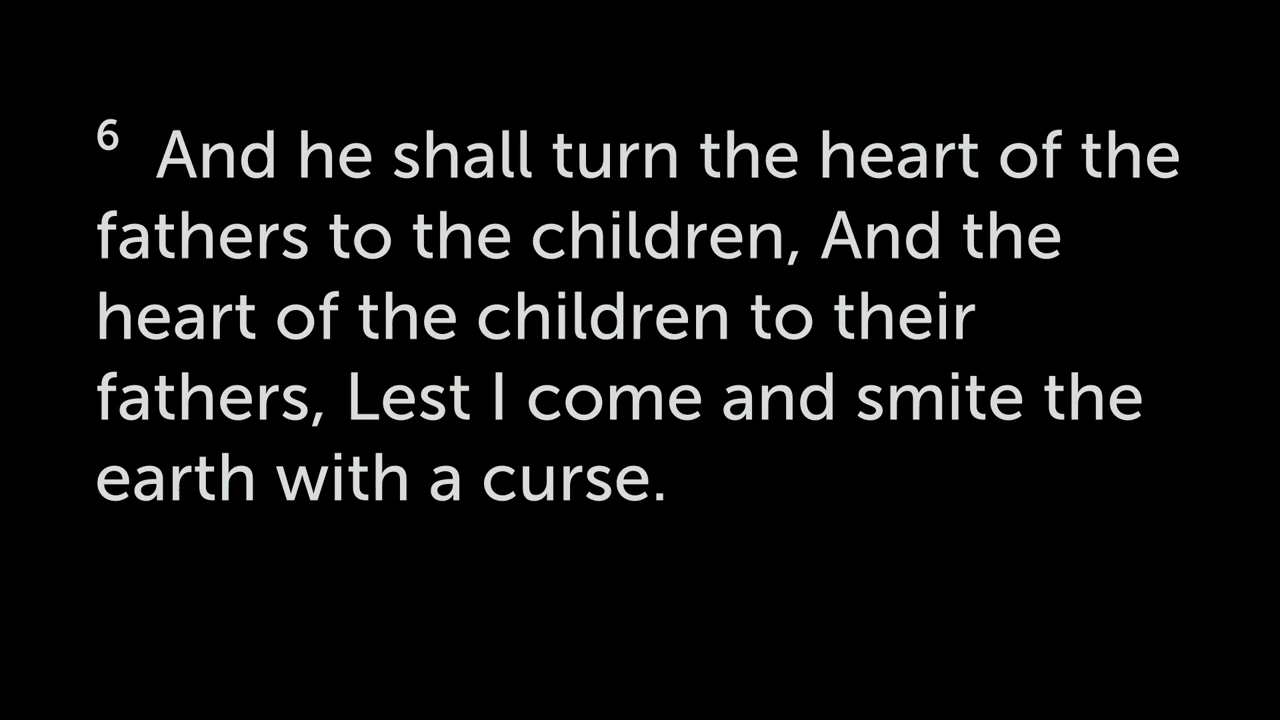 6 And he shall turn the heart of the
fathers to the children, And the
heart of the children to their
fathers, Lest I come and smite the
earth with a curse.